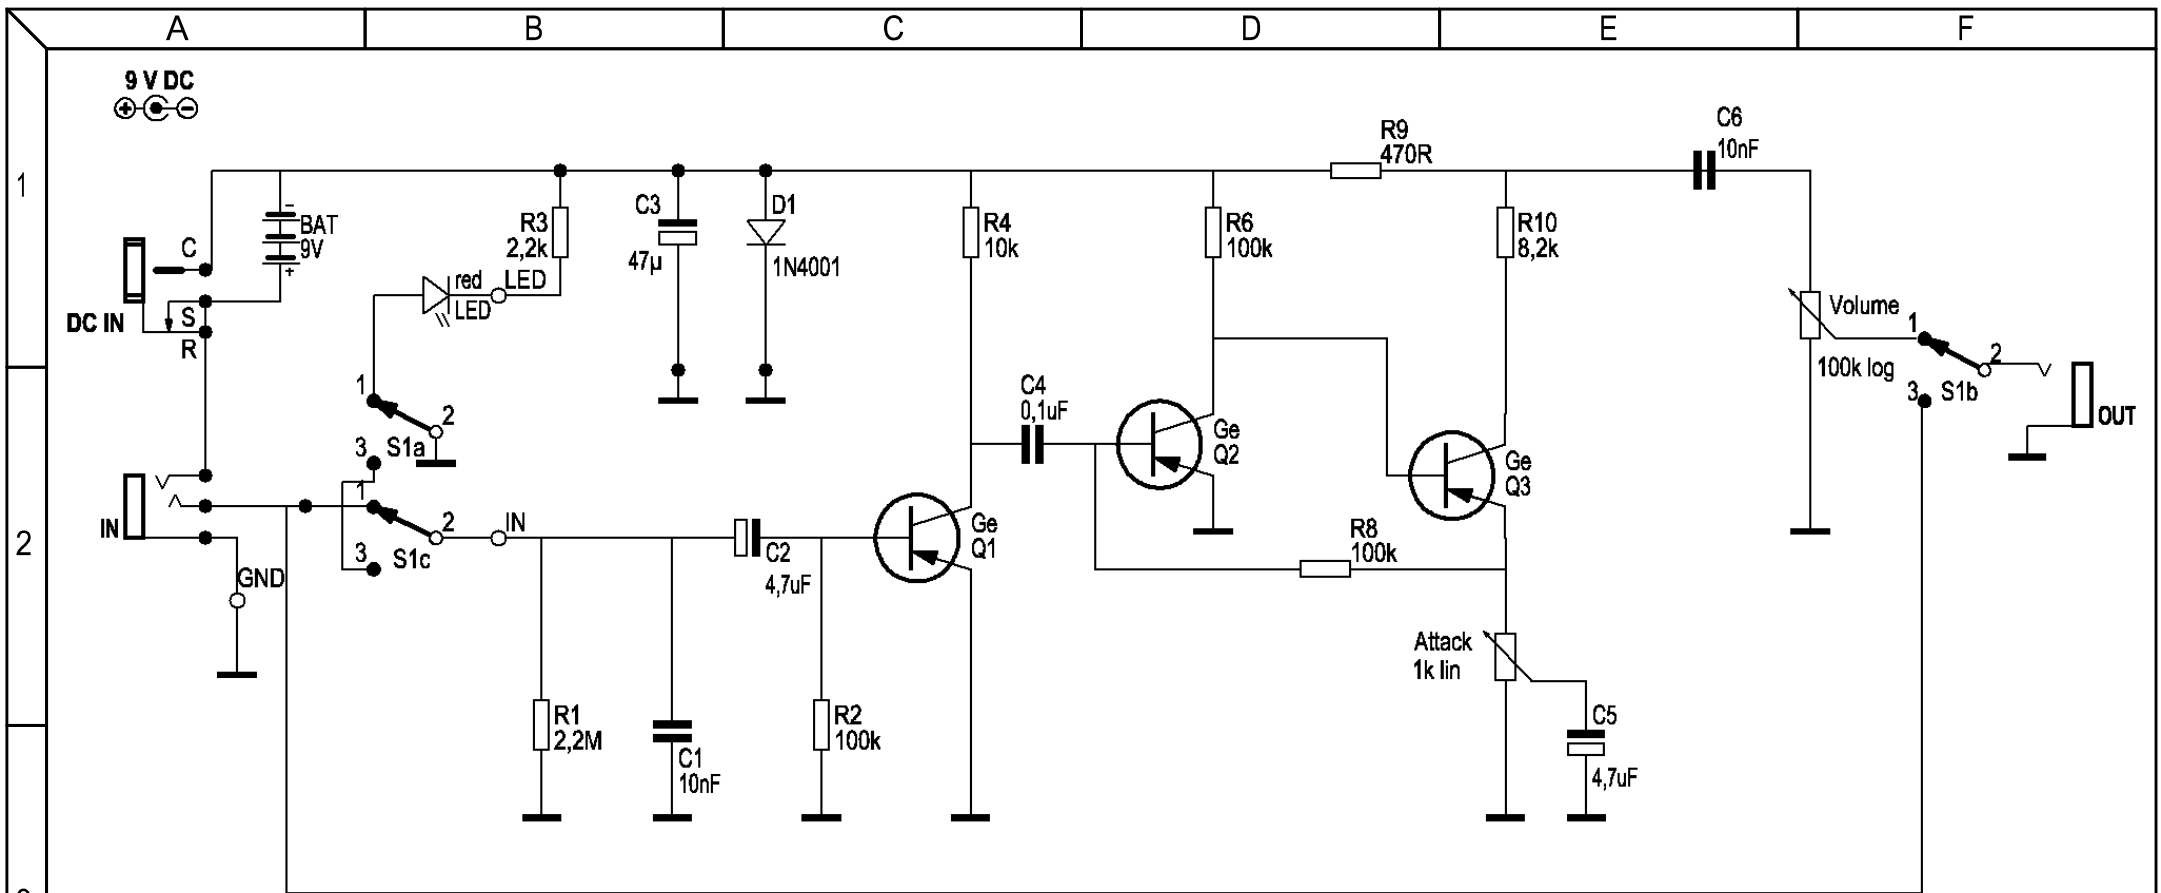 A B C D E F
9 V DC
1
C
S
R
DC IN
− BAT
9V
+
R3
2,2k
red LED
LED
C3
47µ
D1
1N4001
R4
10k
R6
100k
R9
470R
R10
8,2k
C6
10nF
Volume
100k log
1
2
3 S1b
OUT
1
2
3 S1a
1
2 IN
3 S1c
2
IN
GND
C4
0,1uF
Ge
Q1
Ge
Q2
Ge
Q3
C2
4,7uF
R8
100k
Attack
1k lin
C5
4,7uF
R1
2,2M
C1
10nF
R2
100k